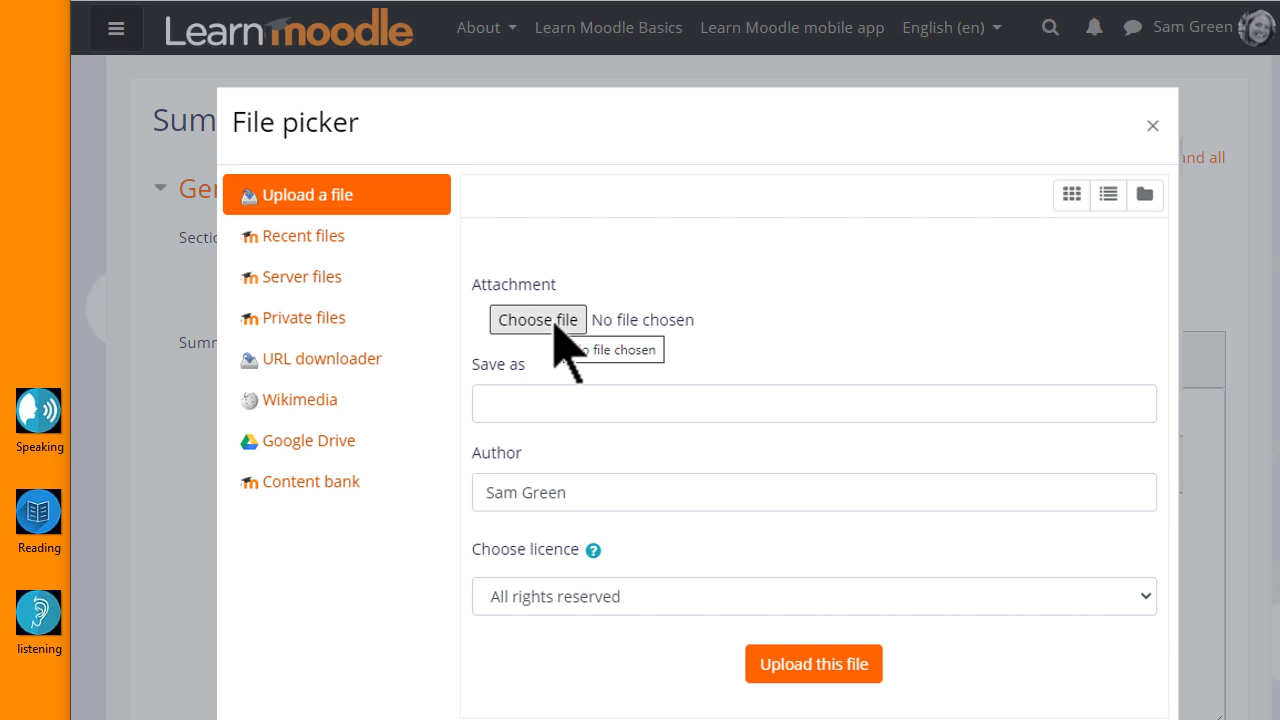 Learn moodle
About
Learn Moodle Basics
Learn Moodle mobile app
English (en)
Sam Green
Sum
File picker
×
and all
Gen
Upload a file
Recent files
Sectio
Server files
Attachment
Private files
Choose file
No file chosen
Summ
file chosen
URL downloader
Save as
Wikimedia
Speaking
Google Drive
Author
Content bank
Sam Green
Reading
Choose licence ?
All rights reserved
listening
Upload this file